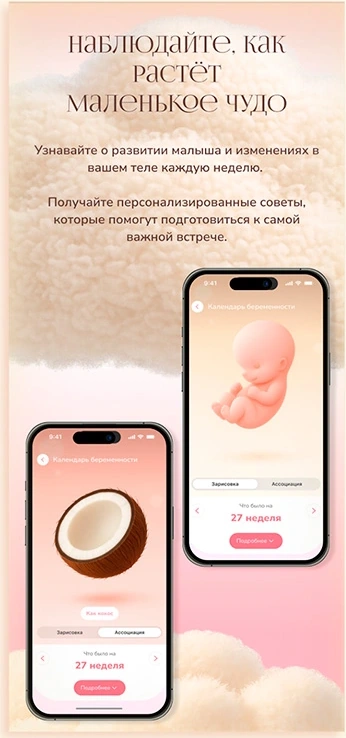 наблюдайте, как
растёт
маленькое чудо
Узнавайте о развитии малыша и изменениях в
вашем теле каждую неделю.
Получайте персонализированные советы,
которые помогут подготовиться к самой
важной встрече.
9:41
Календарь беременности
Зарисовка
Ассоциация
Что было на
27 неделя
Подробнее
9:41
Календарь беременности
Как кокос
Зарисовка
Ассоциация
Что было на
27 неделя
Подробнее